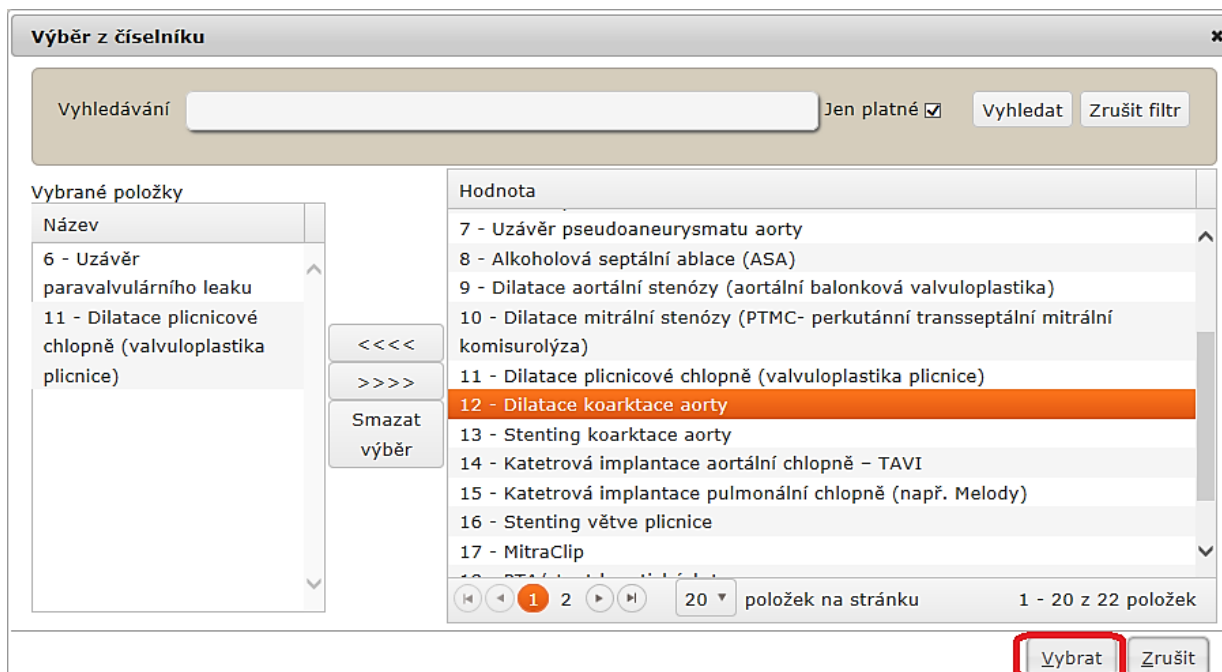 Výběr z číselníku
Vyhledávání
Jen platné
Vyhledat
Zrušit filtr
Vybrané položky
Název
6 - Uzávěr
paravalvulárního leaku
11 - Dilatace plicnicové
chlopně (valvuloplastika
plicnice)
<<<<
>>>>
Smazat
výběr
Hodnota
7 - Uzávěr pseudoaneurysmatu aorty
8 - Alkoholová septální ablace (ASA)
9 - Dilatace aortální stenózy (aortální balonková valvuloplastika)
10 - Dilatace mitrální stenózy (PTMC- perkutánní transseptální mitrální
komisurolýza)
11 - Dilatace plicnicové chlopně (valvuloplastika plicnice)
12 - Dilatace koarktace aorty
13 - Stenting koarktace aorty
14 - Katetrová implantace aortální chlopně – TAVI
15 - Katetrová implantace pulmonální chlopně (např. Melody)
16 - Stenting větve plicnice
17 - MitraClip
1 2 20 položek na stránku 1 - 20 z 22 položek
Vybrat Zrušit